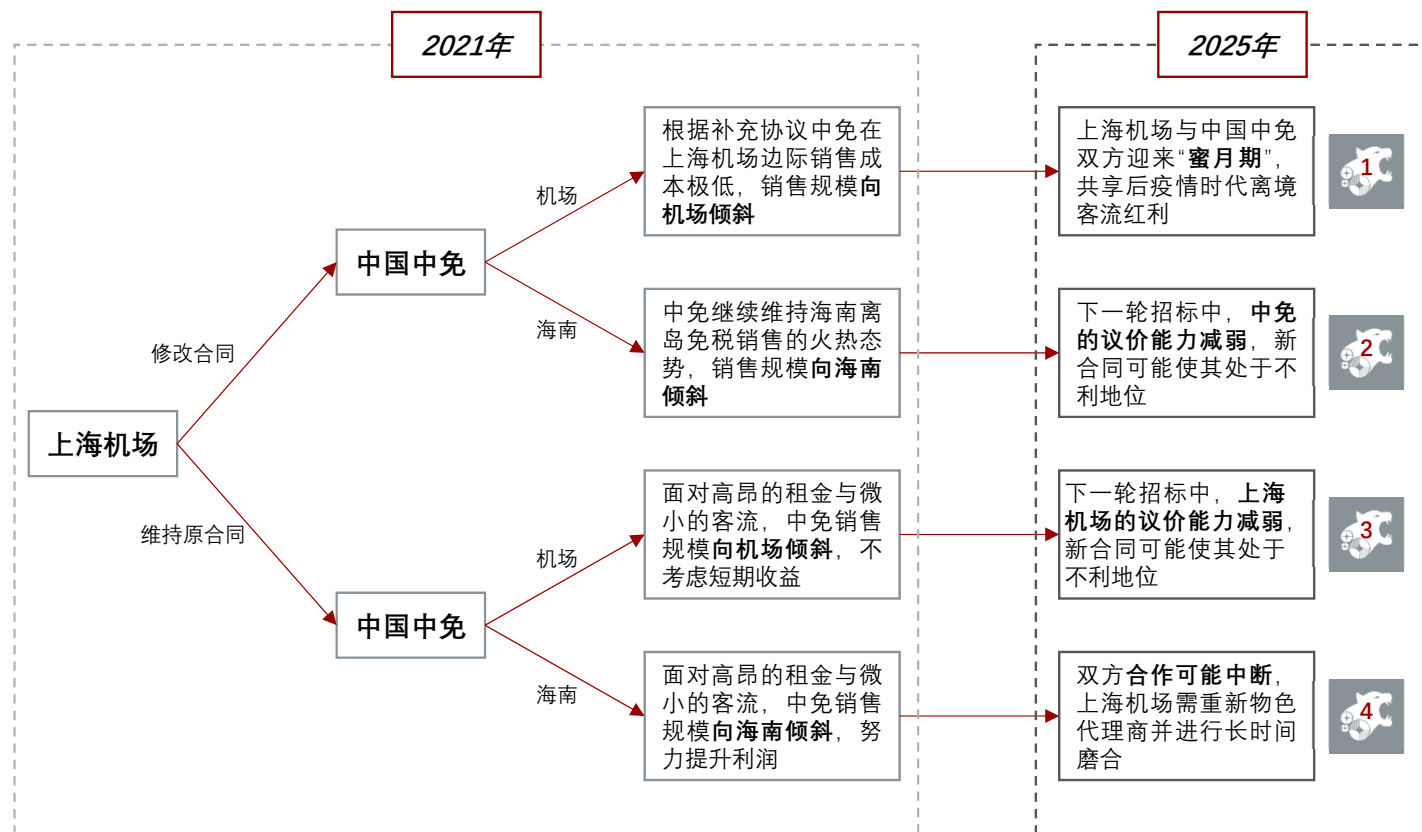 2021年
2025年
根据补充协议中免在
上海机场边际销售成
本极低，销售规模向
机场倾斜
上海机场与中国中免
双方迎来“蜜月期”，
共享后疫情时代离境
客流红利
1
机场
中国中免
海南
中免继续维持海南离
岛免税销售的火热态
势，销售规模向海南
倾斜
下一轮招标中，中免
的议价能力减弱，新
合同可能使其处于不
利地位
2
修改合同
上海机场
维持原合同
面对高昂的租金与微
小的客流，中免销售
规模向机场倾斜，不
考虑短期收益
下一轮招标中，上海
机场的议价能力减弱，
新合同可能使其处于
不利地位
3
机场
中国中免
海南
面对高昂的租金与微
小的客流，中免销售
规模向海南倾斜，努
力提升利润
双方合作可能中断，
上海机场需重新物色
代理商并进行长时间
磨合
4